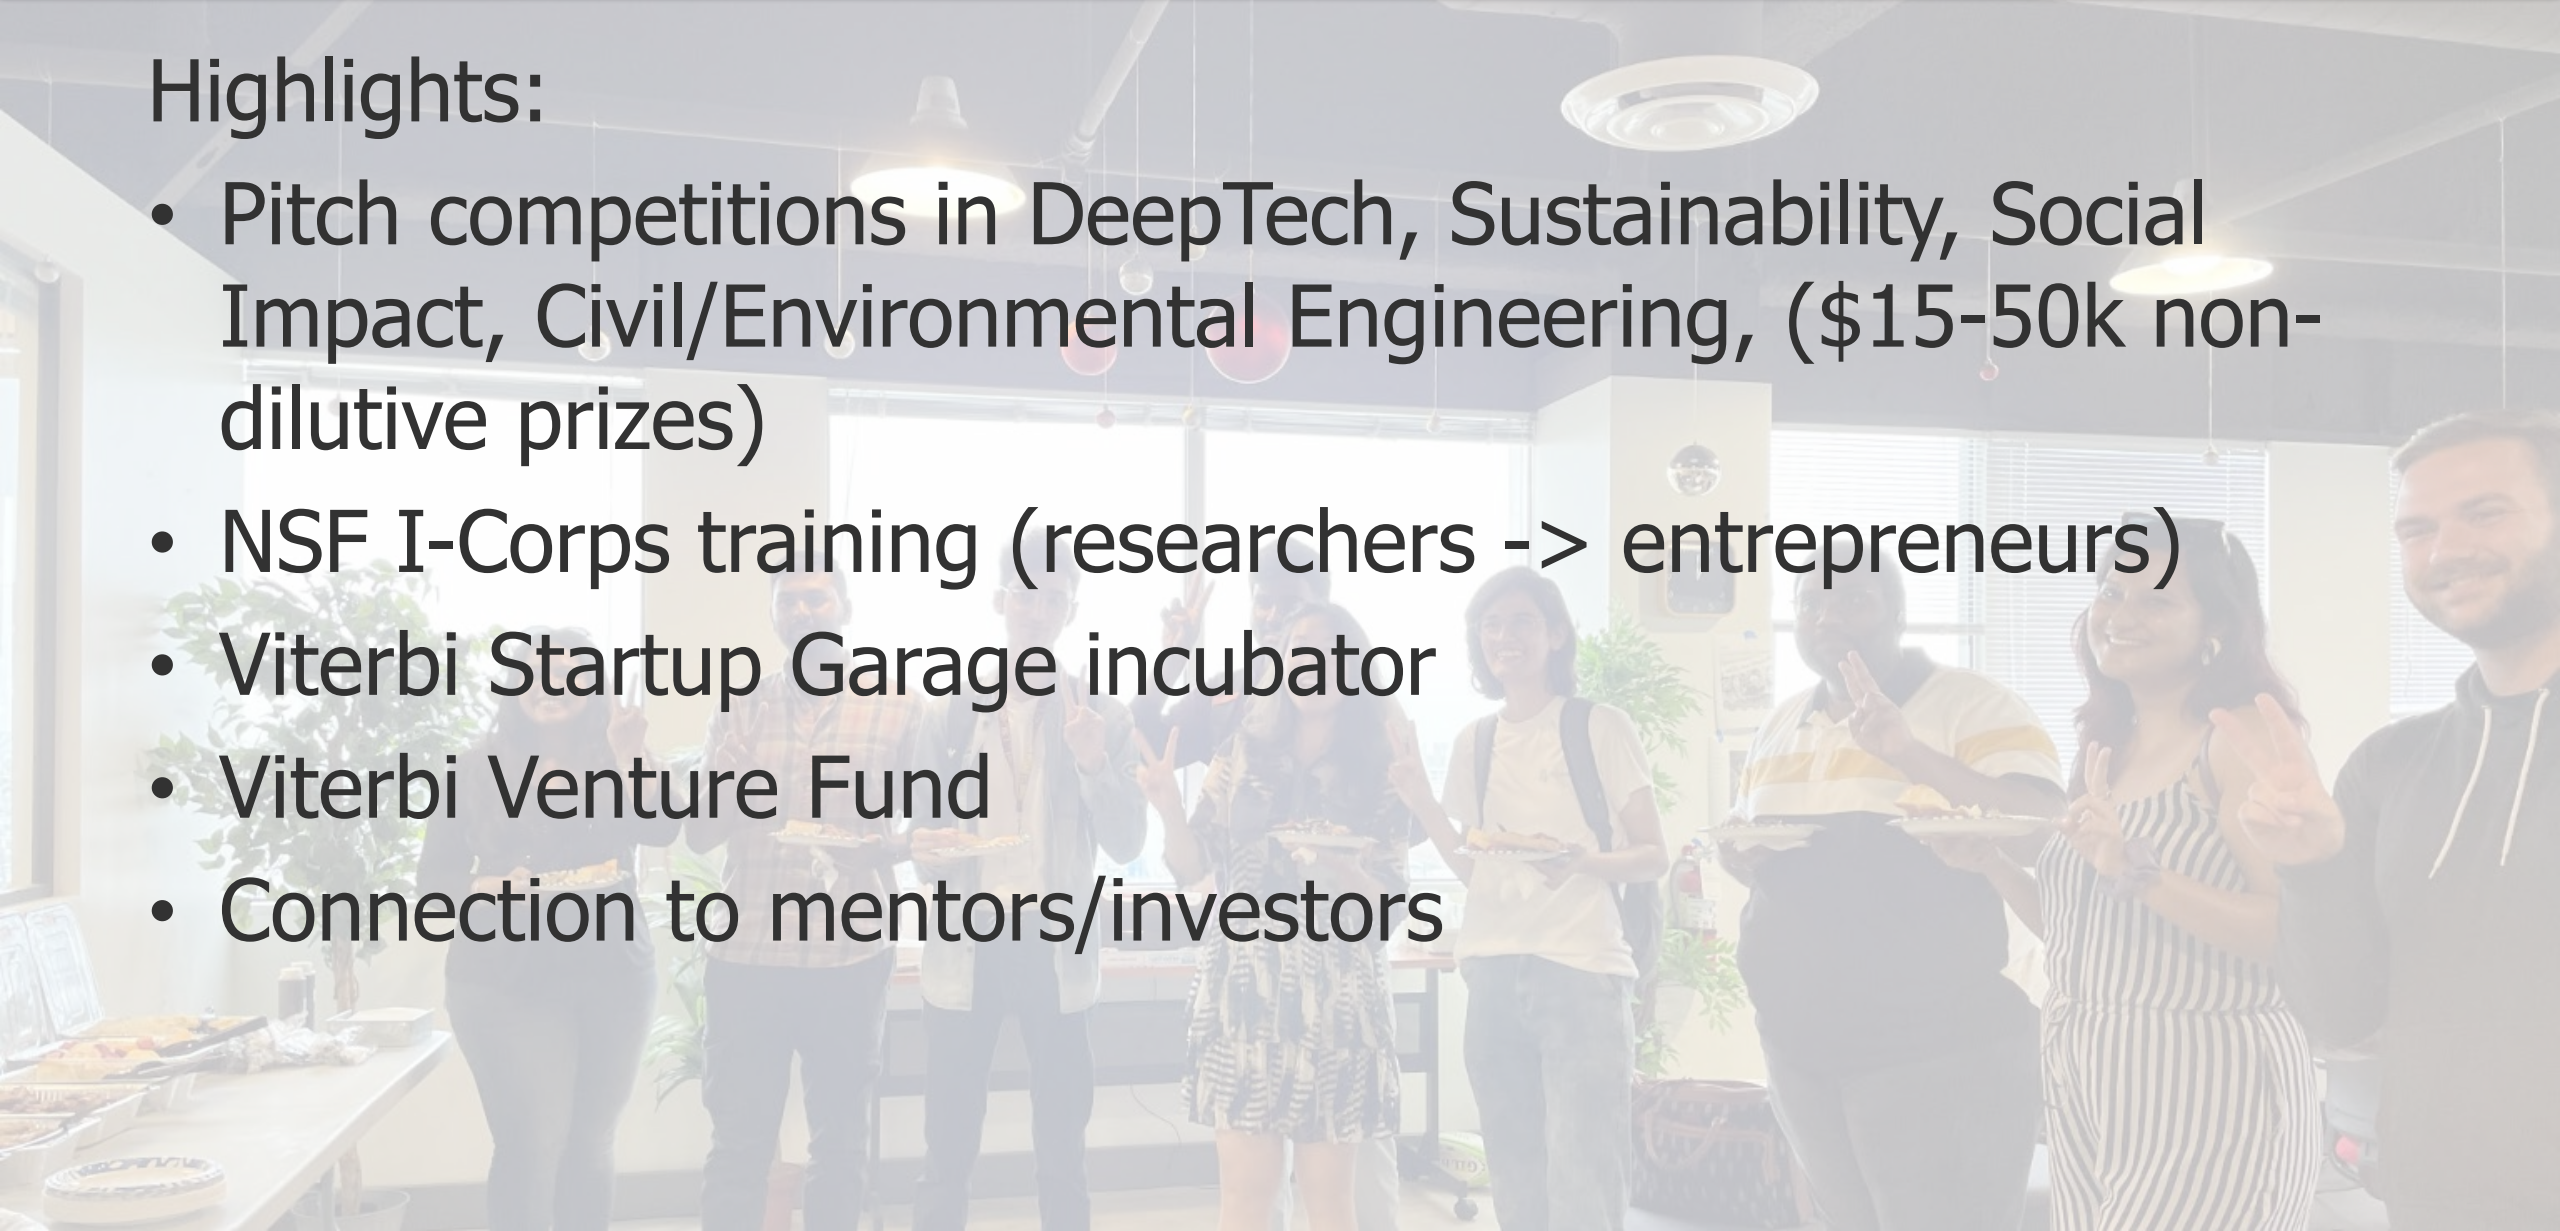 Highlights:
• Pitch competitions in DeepTech, Sustainability, Social
Impact, Civil/Environmental Engineering, ($15-50k non-
dilutive prizes)
• NSF I-Corps training (researchers -> entrepreneurs)
• Viterbi Startup Garage incubator
• Viterbi Venture Fund
• Connection to mentors/investors